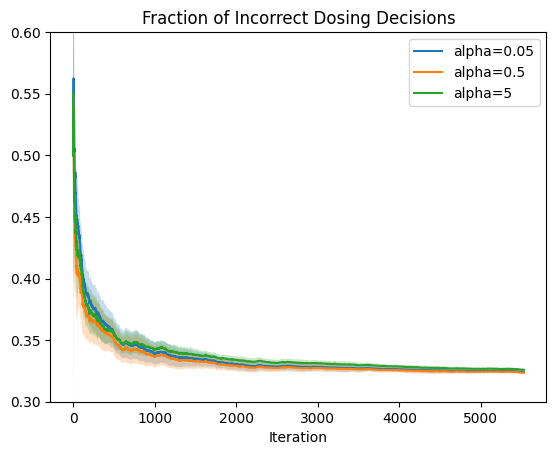 Fraction of Incorrect Dosing Decisions
0.60
0.55
0.50
0.45
0.40
0.35
0.30
alpha=0.05
alpha=0.5
alpha=5
0 1000 2000 3000 4000 5000
Iteration